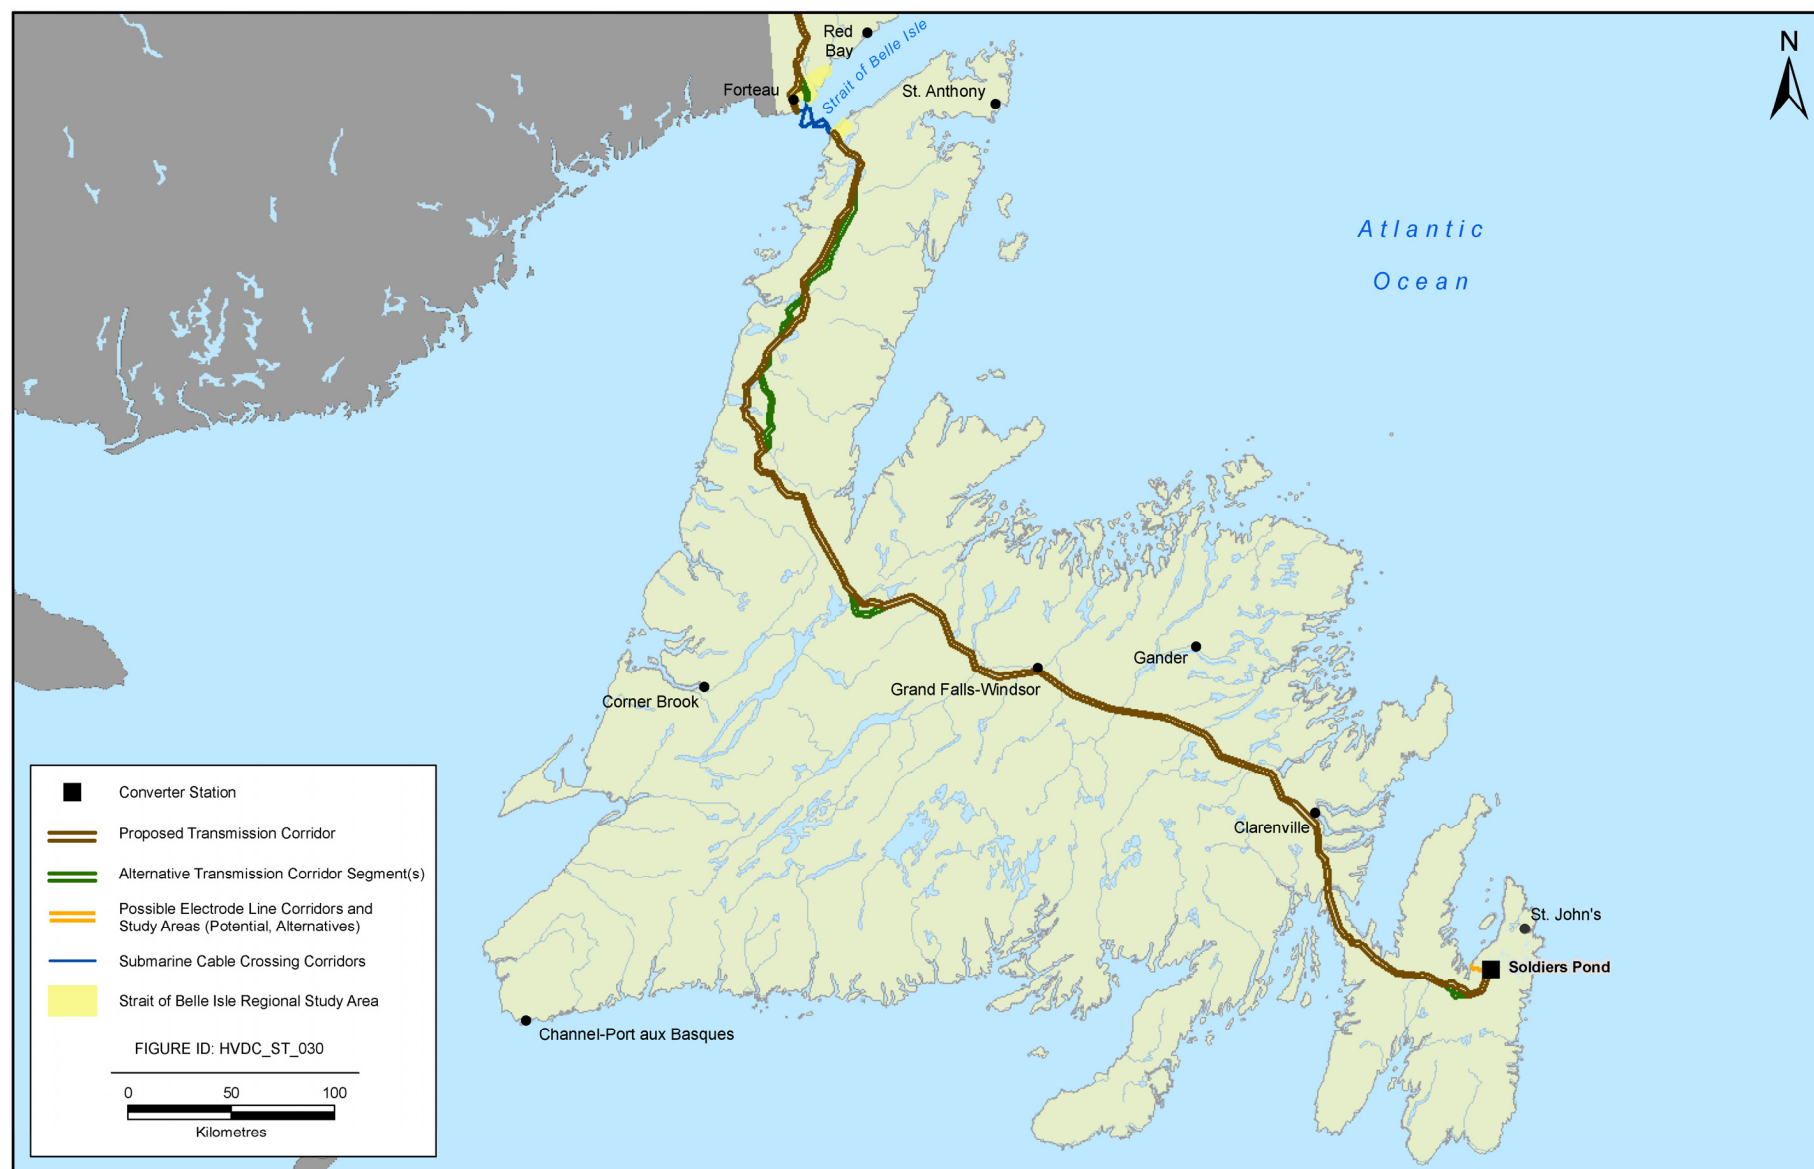 Red
Bay
Strait of Belle Isle
N
Forteau
St. Anthony
Atlantic
Ocean
Gander
Grand Falls-Windsor
Corner Brook
Clarenville
St. John's
Soldiers Pond
Channel-Port aux Basques
Converter Station
Proposed Transmission Corridor
Alternative Transmission Corridor Segment(s)
Possible Electrode Line Corridors and
Study Areas (Potential, Alternatives)
Submarine Cable Crossing Corridors
Strait of Belle Isle Regional Study Area
FIGURE ID: HVDC_ST_030
0 50 100
Kilometres